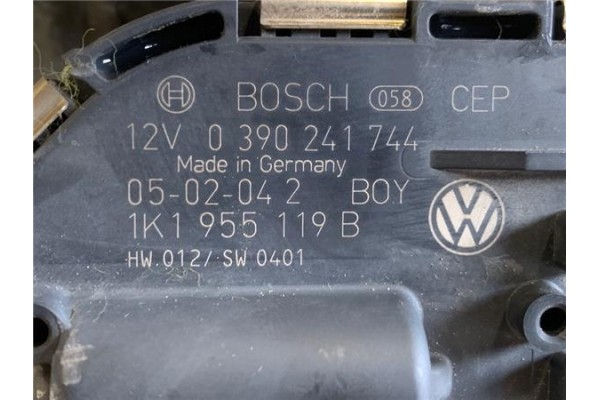 BOSCH 058 CEP
12V 0 390 241 744
Made in Germany
05-02-04 2 BOY
1K1 955 119 B
HW 012/ SW 0401
VW